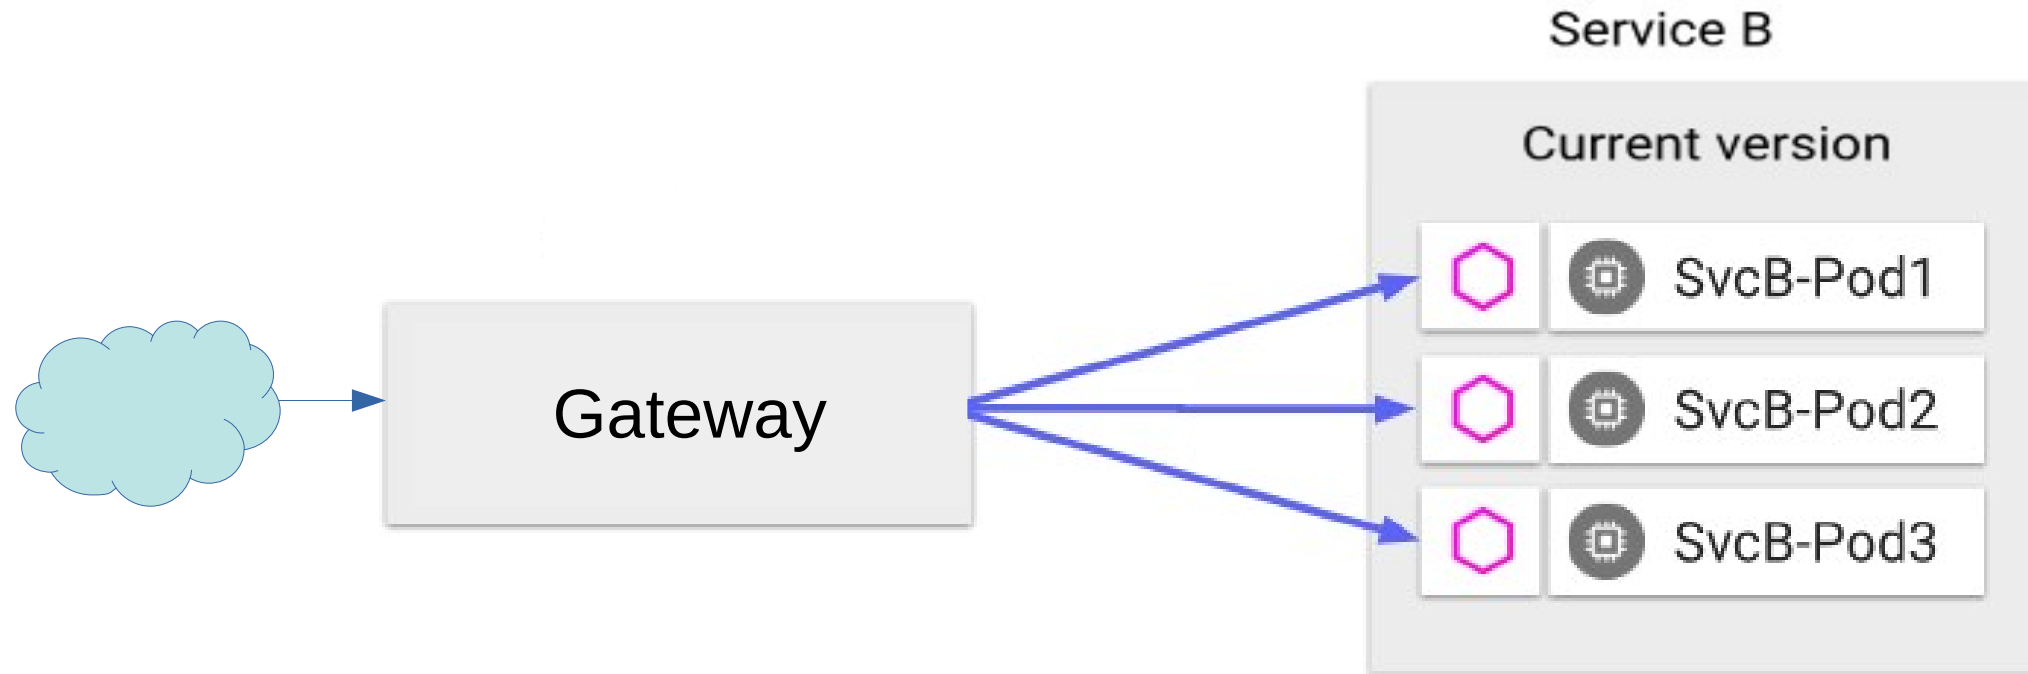 Service B
Current version
Gateway
SvcB-Pod1
SvcB-Pod2
SvcB-Pod3